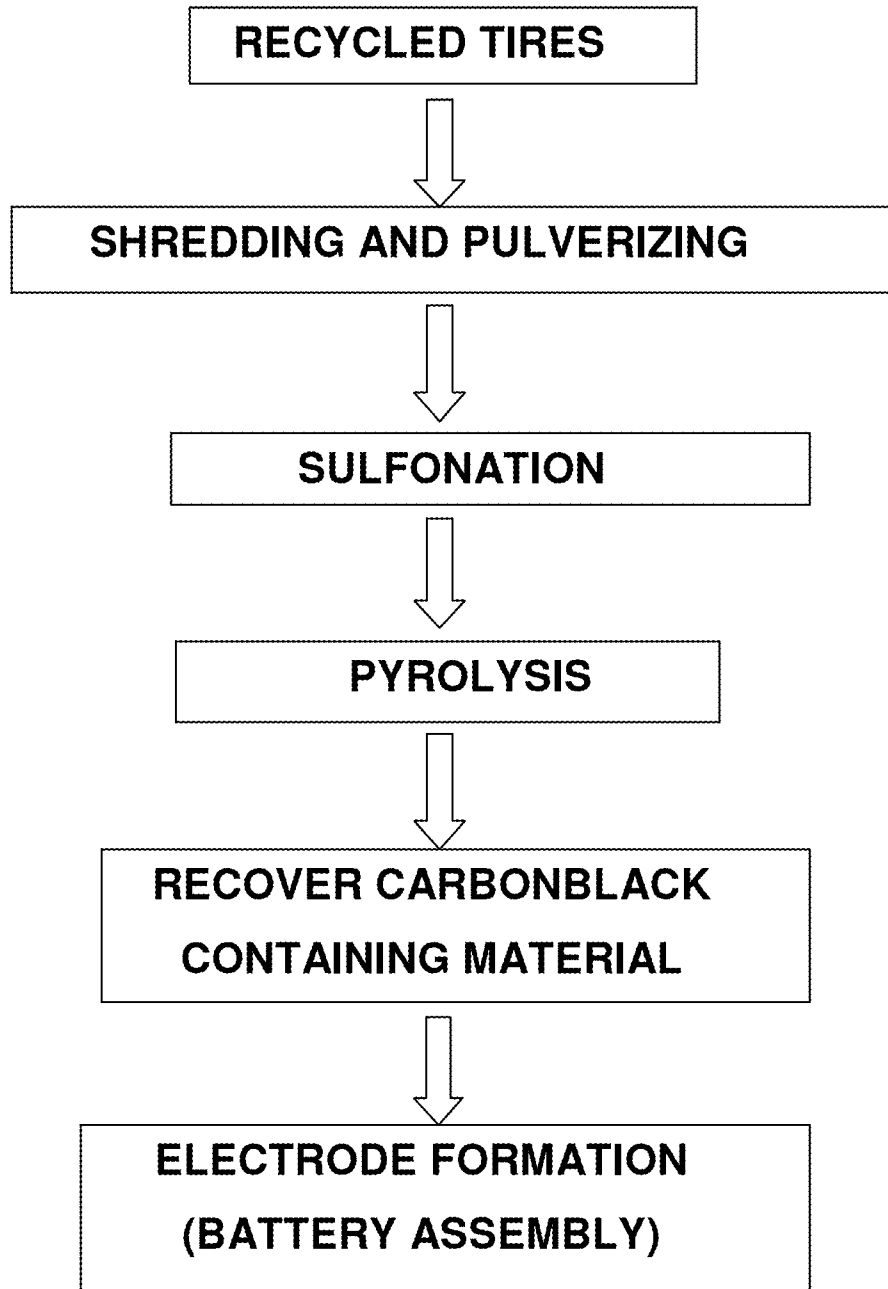 RECYCLED TIRES
SHREDDING AND PULVERIZING
SULFONATION
PYROLYSIS
RECOVER CARBONBLACK
CONTAINING MATERIAL
ELECTRODE FORMATION
(BATTERY ASSEMBLY)